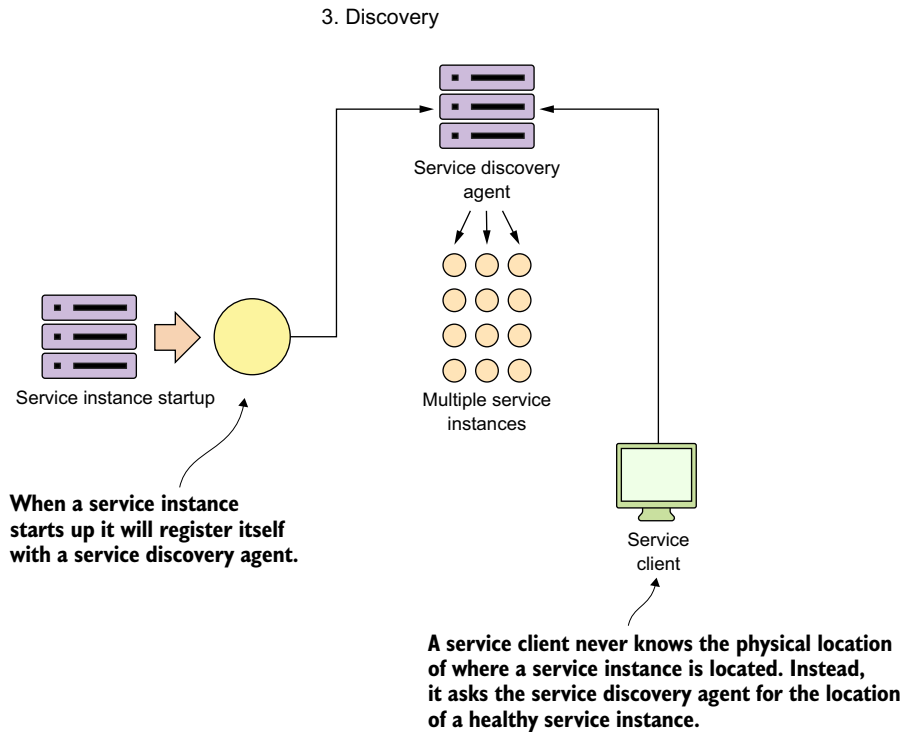 3. Discovery
Service discovery
agent
Service instance startup
Multiple service
instances
When a service instance
starts up it will register itself
with a service discovery agent.
Service
client
A service client never knows the physical location
of where a service instance is located. Instead,
it asks the service discovery agent for the location
of a healthy service instance.